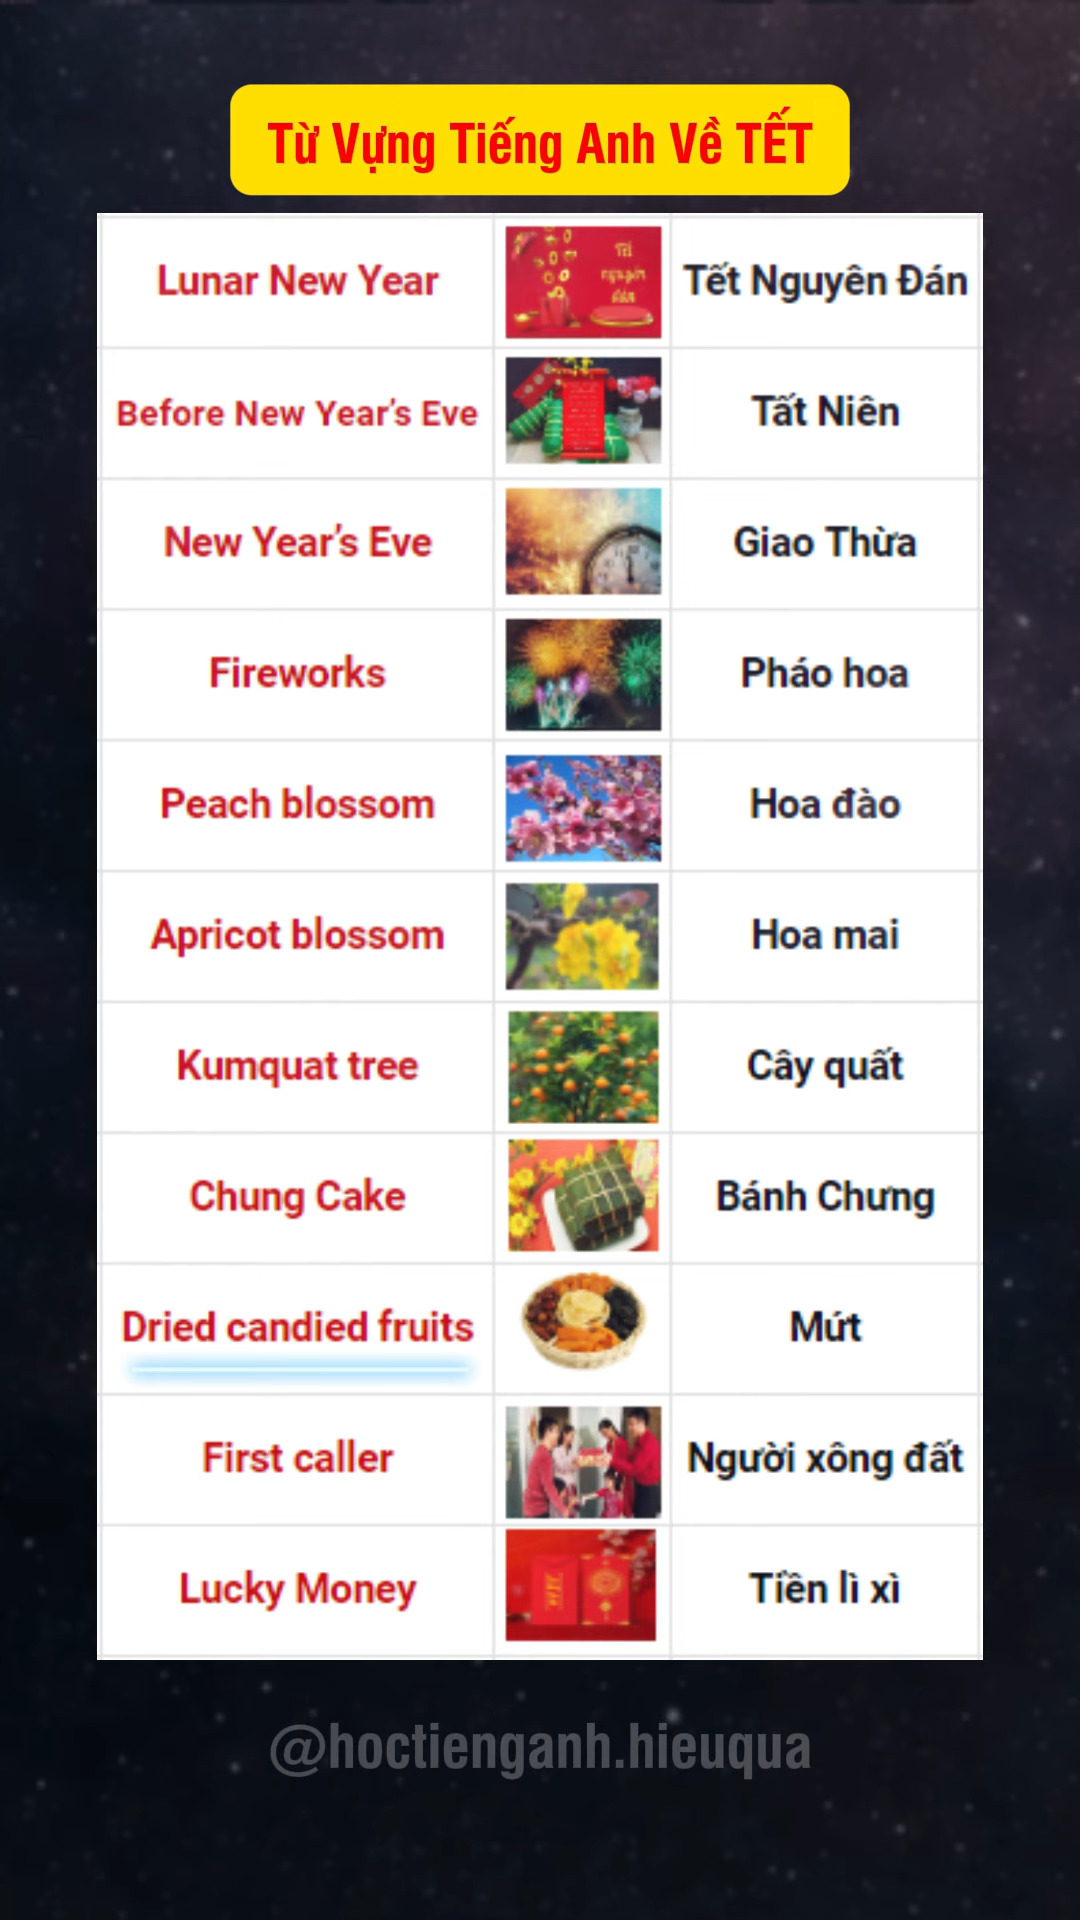 Từ Vựng Tiếng Anh Về TẾT
Lunar New Year
Tết nguyên đán
Tết Nguyên Đán
Before New Year's Eve
Tất Niên
New Year's Eve
Giao Thừa
Fireworks
Pháo hoa
Peach blossom
Hoa đào
Apricot blossom
Hoa mai
Kumquat tree
Cây quất
Chung Cake
Bánh Chưng
Dried candied fruits
Mứt
First caller
Người xông đất
Lucky Money
Tiền lì xì
@hoctienganh.hieuqua